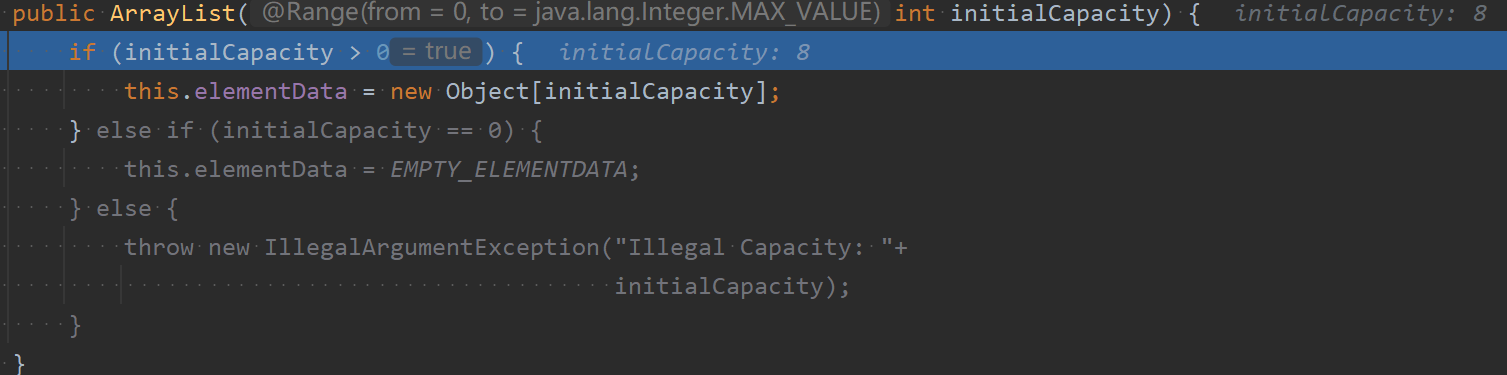 public ArrayList( @Range(from = 0, to = java.lang.Integer.MAX_VALUE) int initialCapacity) { initialCapacity: 8
if (initialCapacity > 0 = true ) { initialCapacity: 8
this.elementData = new Object[initialCapacity];
} else if (initialCapacity == 0) {
this.elementData = EMPTY_ELEMENTDATA;
} else {
throw new IllegalArgumentException("Illegal Capacity: "+
initialCapacity);
}
}